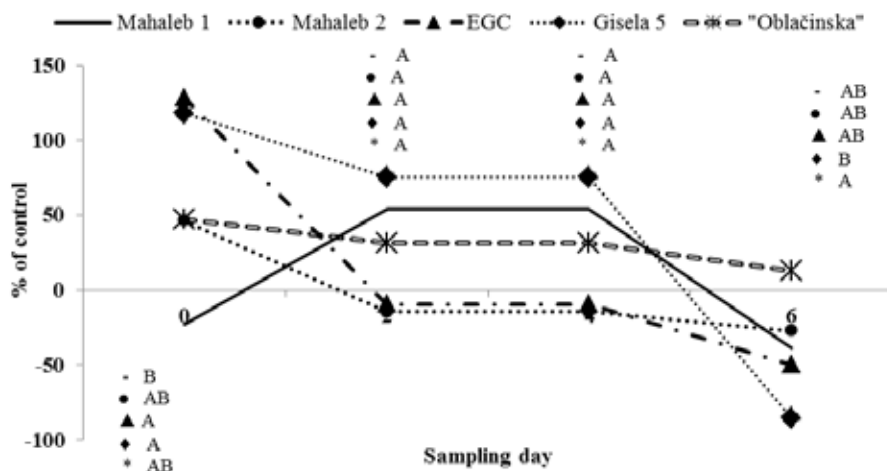 Mahaleb 1 Mahaleb 2 EGC Gisela 5 "Oblačinska"
% of control
150
100
50
0
-50
-100
- A
A
A
A
* A
- A
A
A
A
* A
- AB
AB
AB
B
* A
0 6
- B
AB
A
A
* AB
Sampling day